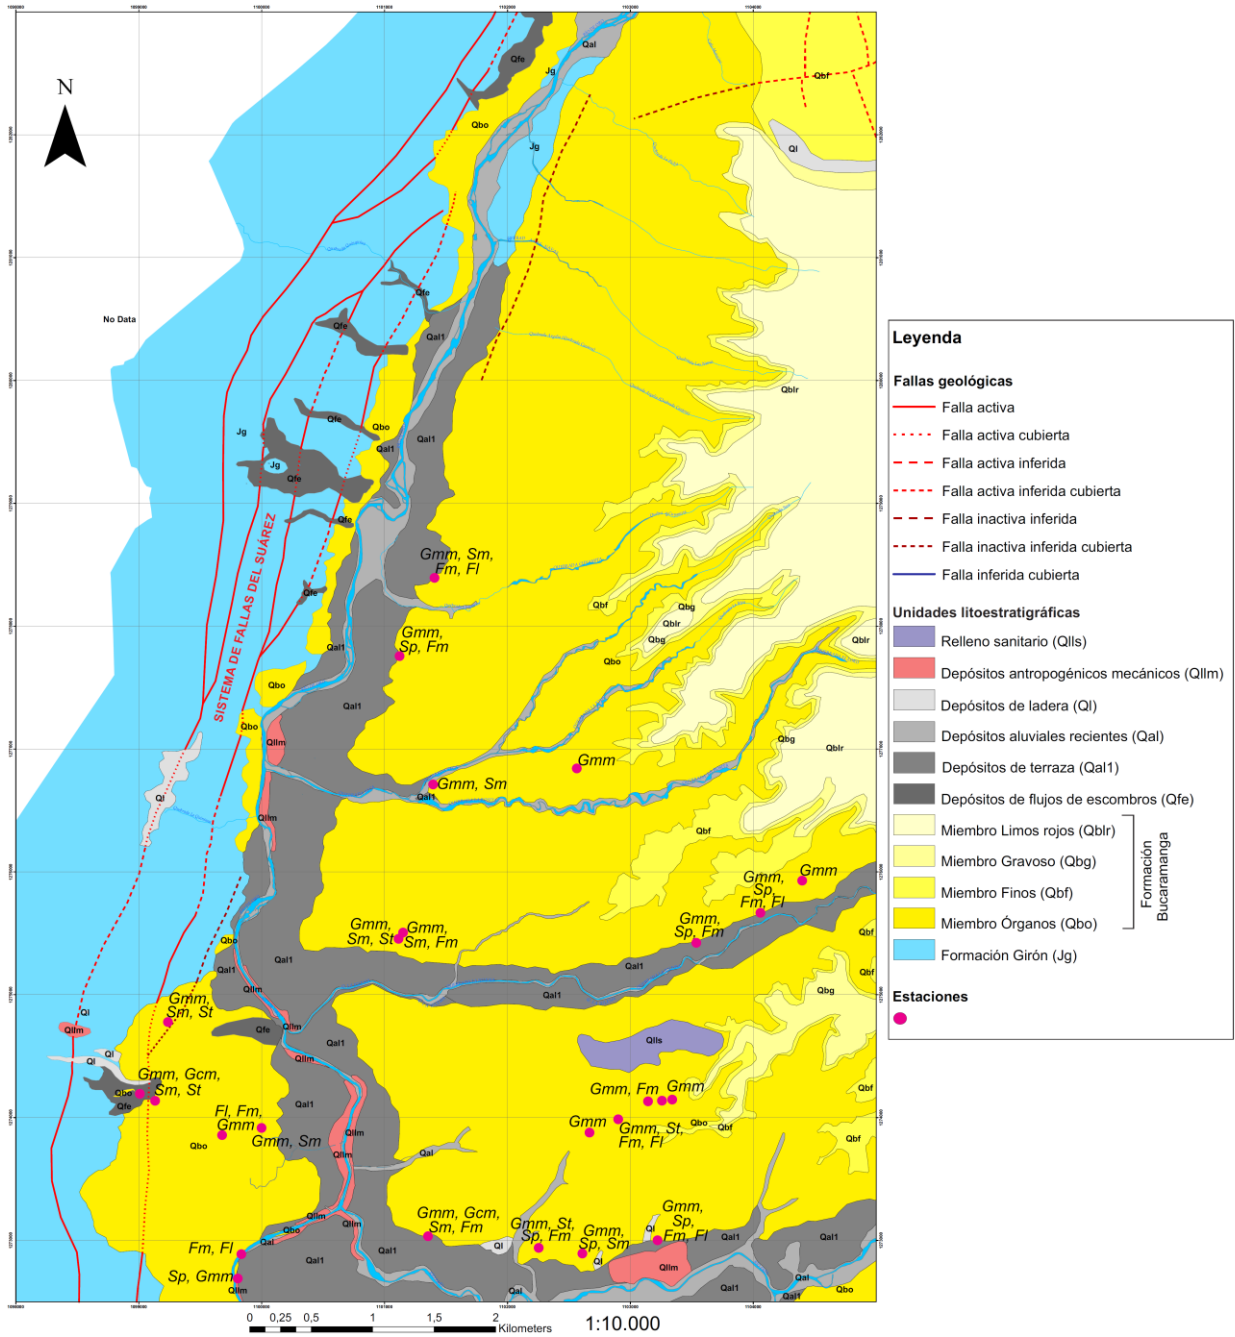 N
No Data
SISTEMA DE FALLAS DEL SUÁREZ
Qfe
Qal
Jg
Qbo
Jg
Qbf
Ql
Qfe
Qfe
Qal1
Qblr
Qfe
Qbo
Jg
Qal1
Qal1
Jg
Qfe
Qfe
Gmm, Sm,
Fm, Fl
Qfe
Qbf
Qbg
Qblr
Qbg
Qblr
Gmm,
Sp, Fm
Qal1
Qbo
Qbo
Qal1
Qbo
Qllm
Qbg
Qblr
Gmm
Gmm, Sm
Qal1
Ql
Qllm
Qbf
Gmm
Gmm,
Sp,
Fm, Fl
Gmm,
Sm, St
Gmm,
Sm, Fm
Gmm,
Sp, Fm
Qbf
Qbo
Qal1
Qal1
Qal1
Qal1
Qbf
Qbg
Qllm
Gmm,
Sm, St
Ql
Qllm
Qfe
Qllm
Qal1
Qlls
Ql
Ql
Qllm
Gmm, Gcm,
Sm, St
Qbo
Qfe
Gmm, Fm
Gmm
Qbf
Fl, Fm,
Gmm
Qal1
Gmm
Gmm, St,
Fm, Fl
Qbo
Qbf
Qbo
Gmm, Sm
Qllm
Qllm
Qal
Qbf
Gmm, Gcm,
Sm, Fm
Gmm, St,
Sp, Fm
Gmm,
Sp, Sm
Gmm,
Sp,
Fm, Fl
Ql
Qllm
Qbo
Qal
Qllm
Fm, Fl
Qal1
Qal1
Ql
Ql
Qllm
Qal1
Qal1
Sp, Gmm
Qllm
Qal
Qal1
Qal
Qal1
Qbo
0 0,25 0,5 1 1,5 2
Kilometers
1:10.000
Leyenda
Fallas geológicas
Falla activa
Falla activa cubierta
Falla activa inferida
Falla activa inferida cubierta
Falla inactiva inferida
Falla inactiva inferida cubierta
Falla inferida cubierta
Unidades litoestratigráficas
Relleno sanitario (Qlls)
Depósitos antropogénicos mecánicos (Qllm)
Depósitos de ladera (Ql)
Depósitos aluviales recientes (Qal)
Depósitos de terraza (Qal1)
Depósitos de flujos de escombros (Qfe)
Miembro Limos rojos (Qblr)
Miembro Gravoso (Qbg)
Miembro Finos (Qbf)
Miembro Órganos (Qbo)
Formación
Bucaramanga
Formación Girón (Jg)
Estaciones